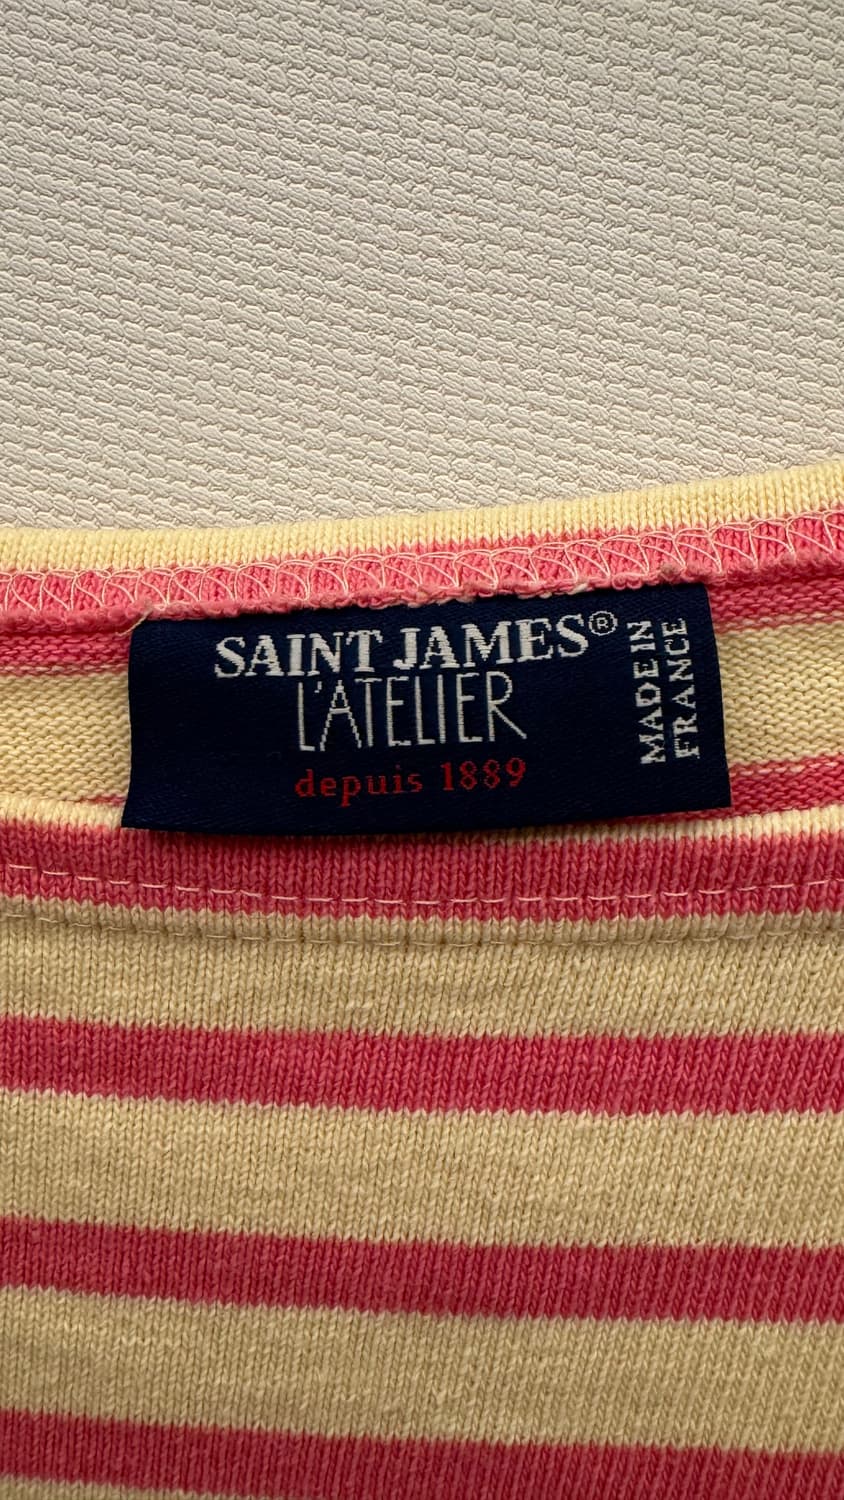 SAINT JAMES®
L'ATELIER
depuis 1889
MADE IN
FRANCE